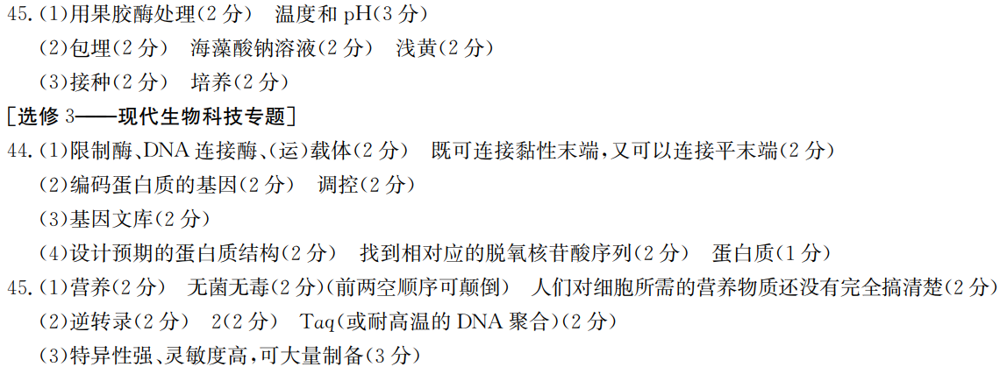 45. (1)用果胶酶处理(2分) 温度和 pH(3分)
(2)包埋(2分) 海藻酸钠溶液(2分) 浅黄(2分)
(3)接种(2分) 培养(2分)
[选修3——现代生物科技专题]
44. (1)限制酶、DNA连接酶、(运)载体(2分) 既可连接黏性末端,又可以连接平末端(2分)
(2)编码蛋白质的基因(2分) 调控(2分)
(3)基因文库(2分)
(4)设计预期的蛋白质结构(2分) 找到相对应的脱氧核苷酸序列(2分) 蛋白质(1分)
45. (1)营养(2分) 无菌无毒(2分)(前两空顺序可颠倒) 人们对细胞所需的营养物质还没有完全搞清楚(2分)
(2)逆转录(2分) 2(2分) Taq(或耐高温的DNA聚合)(2分)
(3)特异性强、灵敏度高,可大量制备(3分)